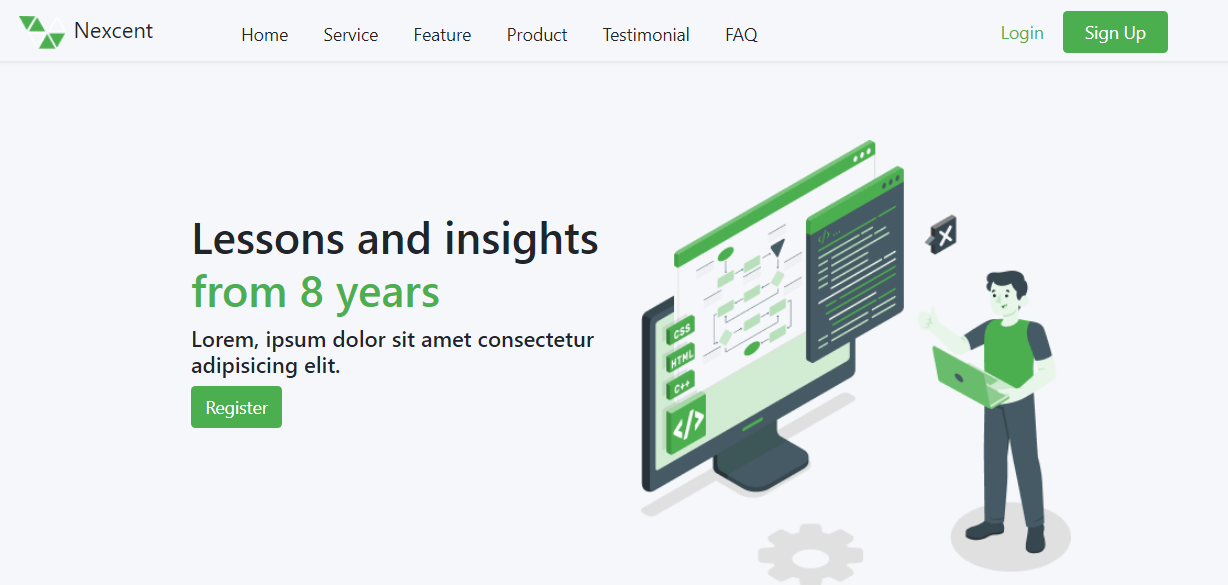 Nexcent
Home Service Feature Product Testimonial FAQ
Login Sign Up
Lessons and insights
from 8 years
Lorem, ipsum dolor sit amet consectetur
adipisicing elit.
Register
CSS
HTML
C++
</>
</>